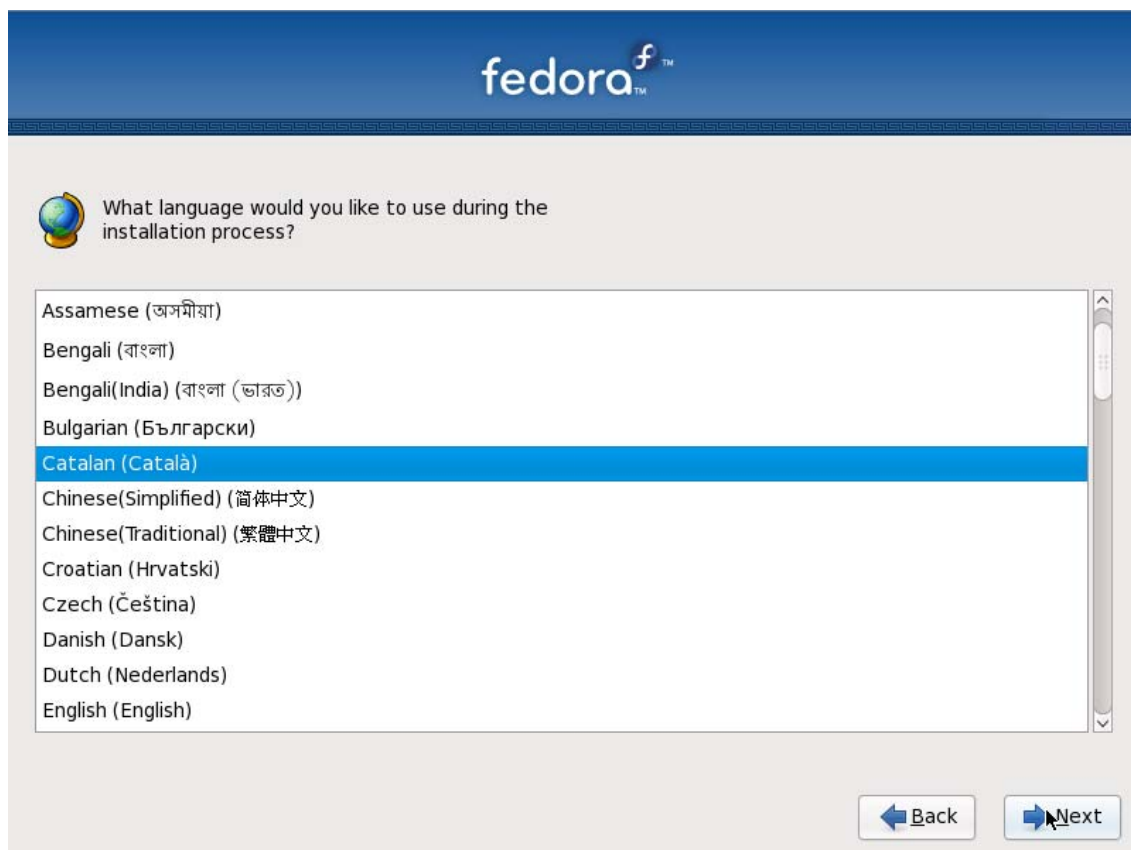 fedora f ™
™
What language would you like to use during the
installation process?
Assamese (অসমীয়া)
Bengali (বাংলা)
Bengali(India) (বাংলা (ভারত))
Bulgarian (Български)
Catalan (Català)
Chinese(Simplified) (简体中文)
Chinese(Traditional) (繁體中文)
Croatian (Hrvatski)
Czech (Čeština)
Danish (Dansk)
Dutch (Nederlands)
English (English)
Back Next